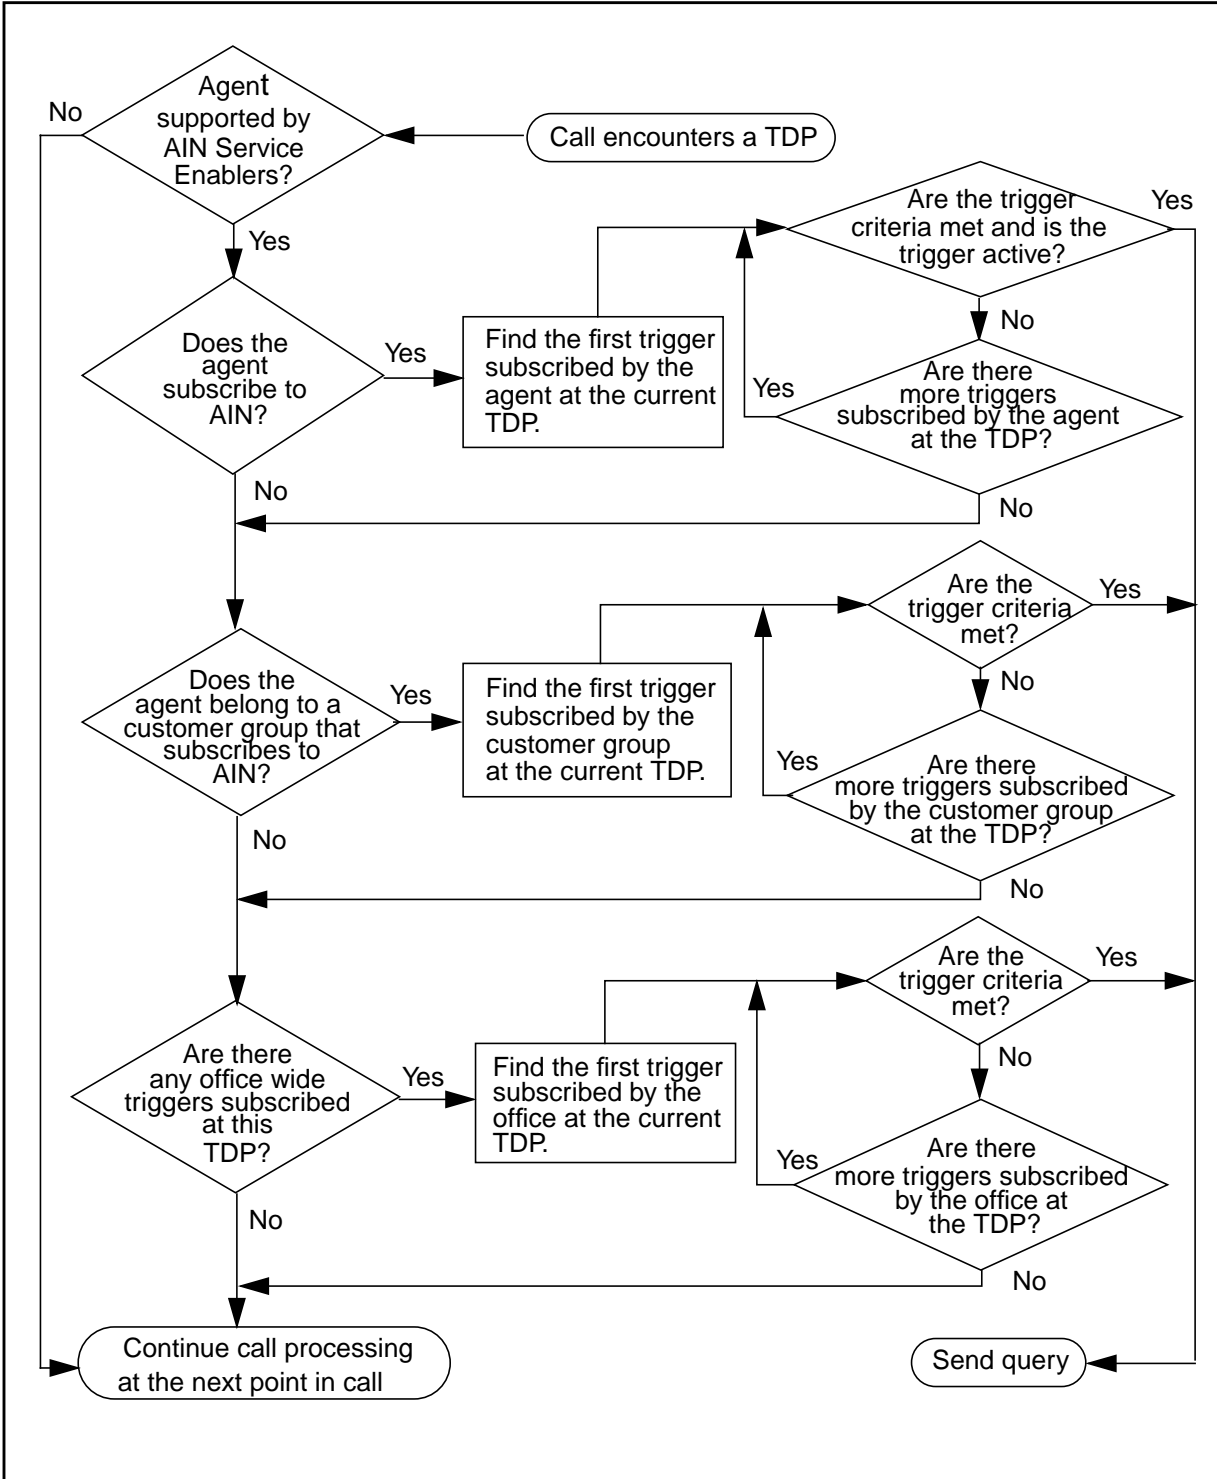 Agent
supported by
AIN Service
Enablers?
No
Call encounters a TDP
Yes
Are the trigger
criteria met and is the
trigger active?
Yes
No
Does the
agent
subscribe to
AIN?
Yes
Find the first trigger
subscribed by the
agent at the current
TDP.
Yes
Are there
more triggers
subscribed by the agent
at the TDP?
No
No
Are the
trigger criteria
met?
Yes
No
Does the
agent belong to a
customer group that
subscribes to
AIN?
Yes
Find the first trigger
subscribed by the
customer group
at the current TDP.
Yes
Are there
more triggers subscribed
by the customer group
at the TDP?
No
No
Are the
trigger criteria
met?
Yes
No
Are there
any office wide
triggers subscribed
at this
TDP?
Yes
Find the first trigger
subscribed by the
office at the current
TDP.
Yes
Are there
more triggers subscribed
by the office at
the TDP?
No
No
Continue call processing
at the next point in call
Send query